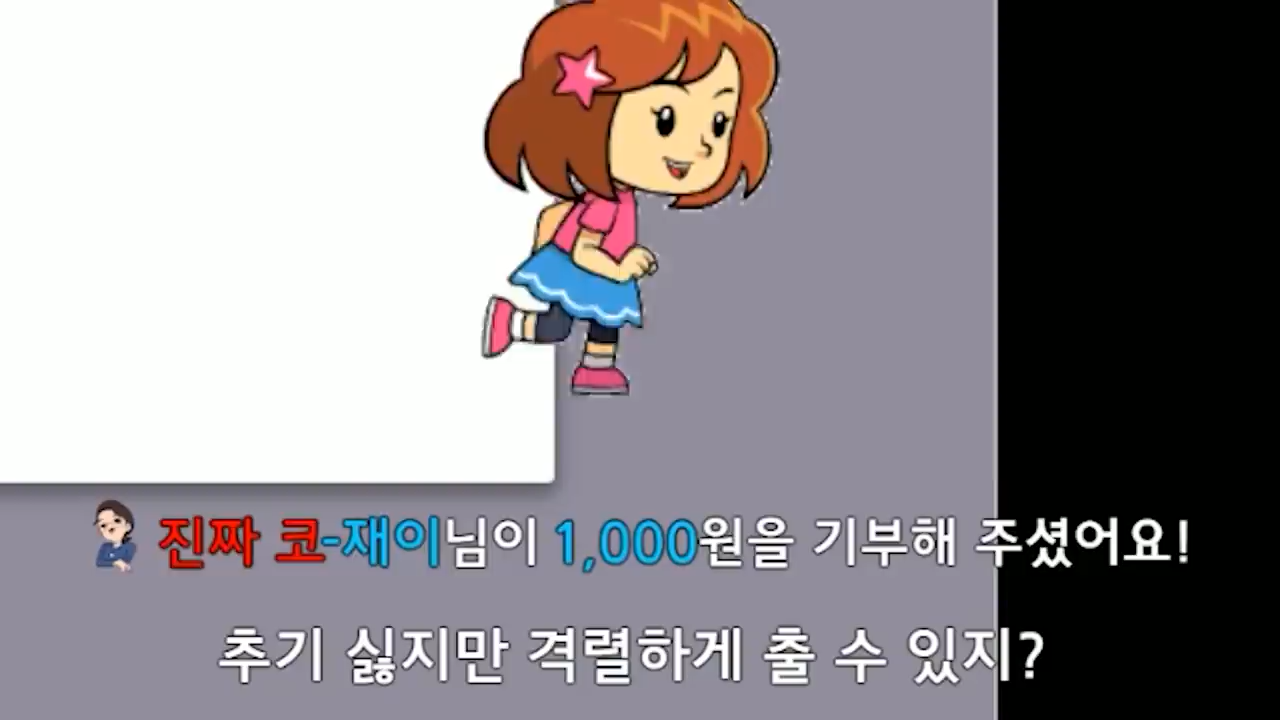 진짜 코-재이님이 1,000원을 기부해 주셨어요!
추기 싫지만 격렬하게 출 수 있지?